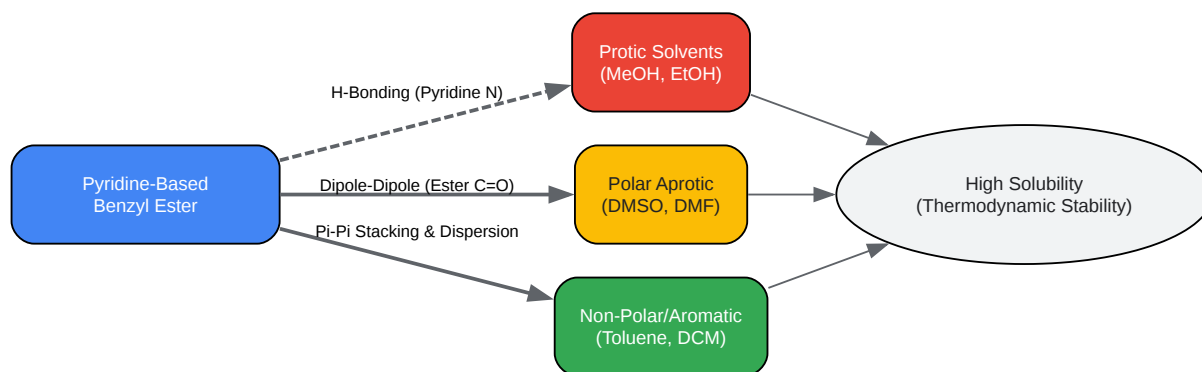 Pyridine-Based
Benzyl Ester
H-Bonding (Pyridine N)
Dipole-Dipole (Ester C=O)
Pi-Pi Stacking & Dispersion
Protic Solvents
(MeOH, EtOH)
Polar Aprotic
(DMSO, DMF)
Non-Polar/Aromatic
(Toluene, DCM)
High Solubility
(Thermodynamic Stability)